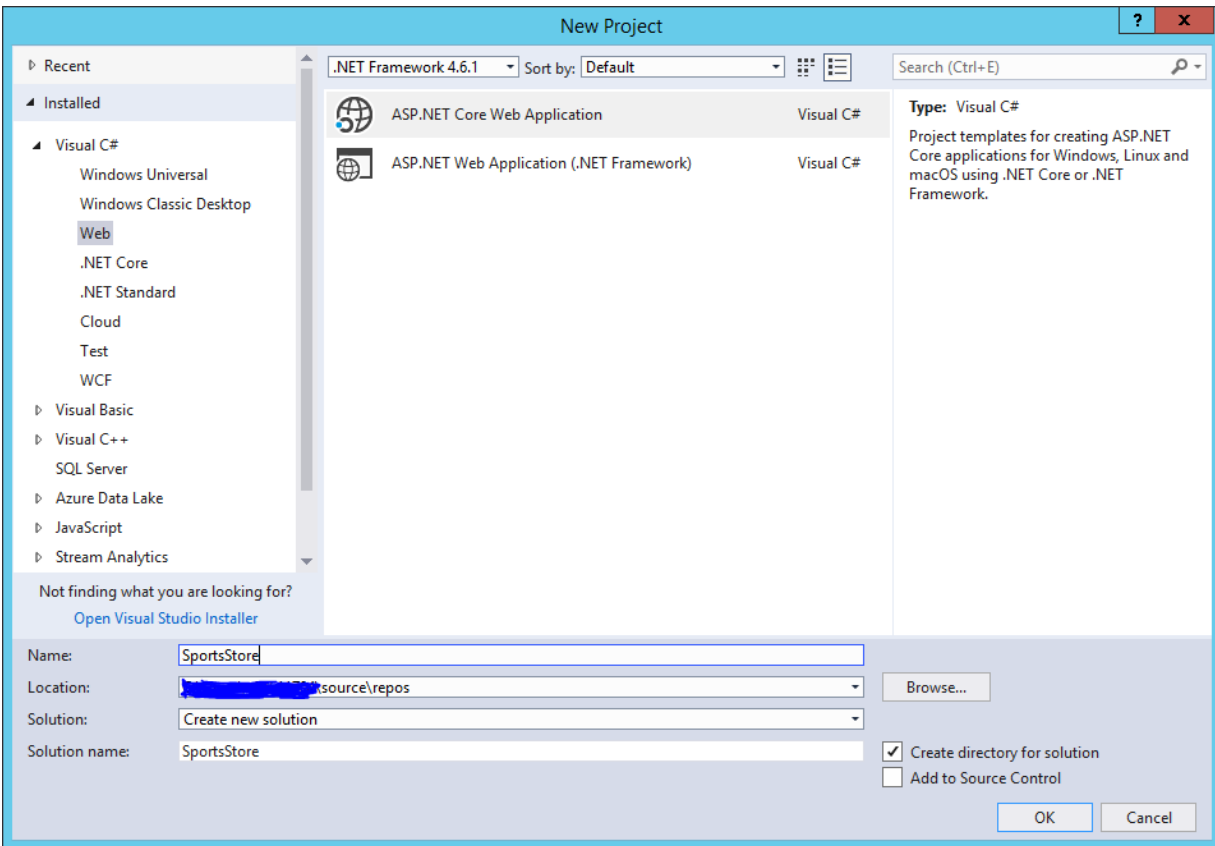 New Project
?
x
Recent
Installed
Visual C#
Windows Universal
Windows Classic Desktop
Web
.NET Core
.NET Standard
Cloud
Test
WCF
Visual Basic
Visual C++
SQL Server
Azure Data Lake
JavaScript
Stream Analytics
Not finding what you are looking for?
Open Visual Studio Installer
.NET Framework 4.6.1 Sort by: Default
ASP.NET Core Web Application Visual C#
ASP.NET Web Application (.NET Framework) Visual C#
Search (Ctrl+E)
Type: Visual C#
Project templates for creating ASP.NET
Core applications for Windows, Linux and
macOS using .NET Core or .NET
Framework.
Name: SportsStore
Location: \source\repos
Browse...
Solution: Create new solution
Solution name: SportsStore
Create directory for solution
Add to Source Control
OK Cancel